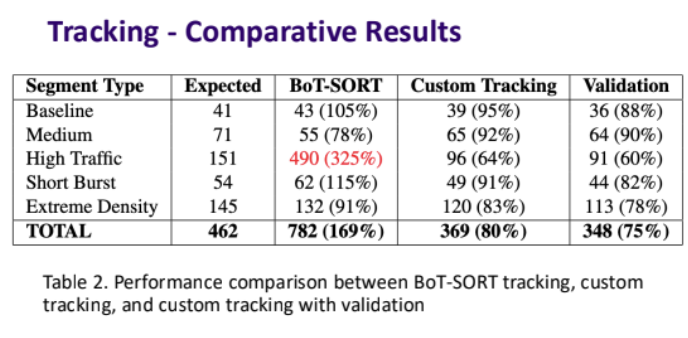 Tracking - Comparative Results
Segment Type Expected BoT-SORT Custom Tracking Validation
Baseline 41 43 (105%) 39 (95%) 36 (88%)
Medium 71 55 (78%) 65 (92%) 64 (90%)
High Traffic 151 490 (325%) 96 (64%) 91 (60%)
Short Burst 54 62 (115%) 49 (91%) 44 (82%)
Extreme Density 145 132 (91%) 120 (83%) 113 (78%)
TOTAL 462 782 (169%) 369 (80%) 348 (75%)
Table 2. Performance comparison between BoT-SORT tracking, custom
tracking, and custom tracking with validation